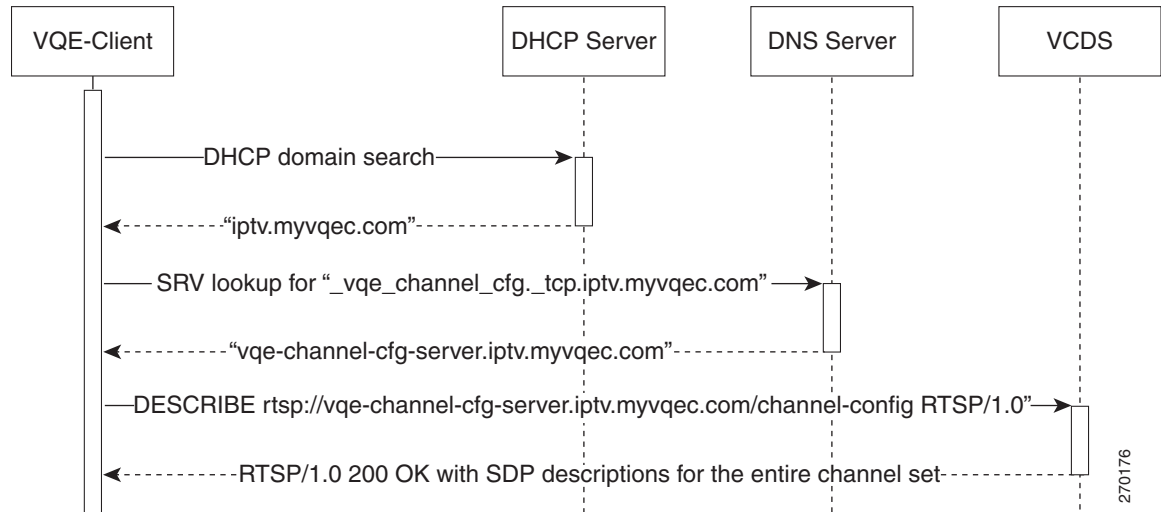 VQE-Client
DHCP Server
DNS Server
VCDS
DHCP domain search
“iptv.myvqec.com”
SRV lookup for “_vqe_channel_cfg._tcp.iptv.myvqec.com”
“vqe-channel-cfg-server.iptv.myvqec.com”
DESCRIBE rtsp://vqe-channel-cfg-server.iptv.myvqec.com/channel-config RTSP/1.0”
RTSP/1.0 200 OK with SDP descriptions for the entire channel set
270176